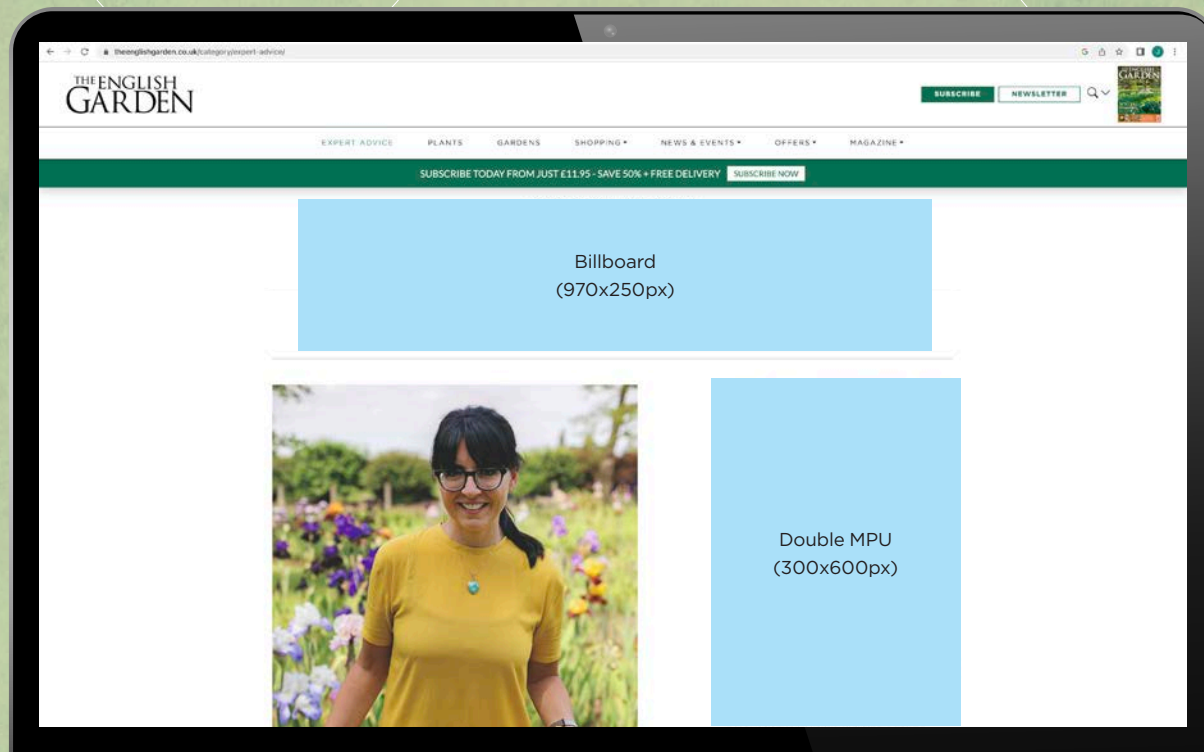 theenglishgarden.co.uk/category/expert-advice/
THE ENGLISH
GARDEN
SUBSCRIBE
NEWSLETTER
GARDEN
EXPERT ADVICE
PLANTS
GARDENS
SHOPPING
NEWS & EVENTS
OFFERS
MAGAZINE
SUBSCRIBE TODAY FROM JUST £11.95 - SAVE 50% + FREE DELIVERY
SUBSCRIBE NOW
Billboard
(970x250px)
Double MPU
(300x600px)